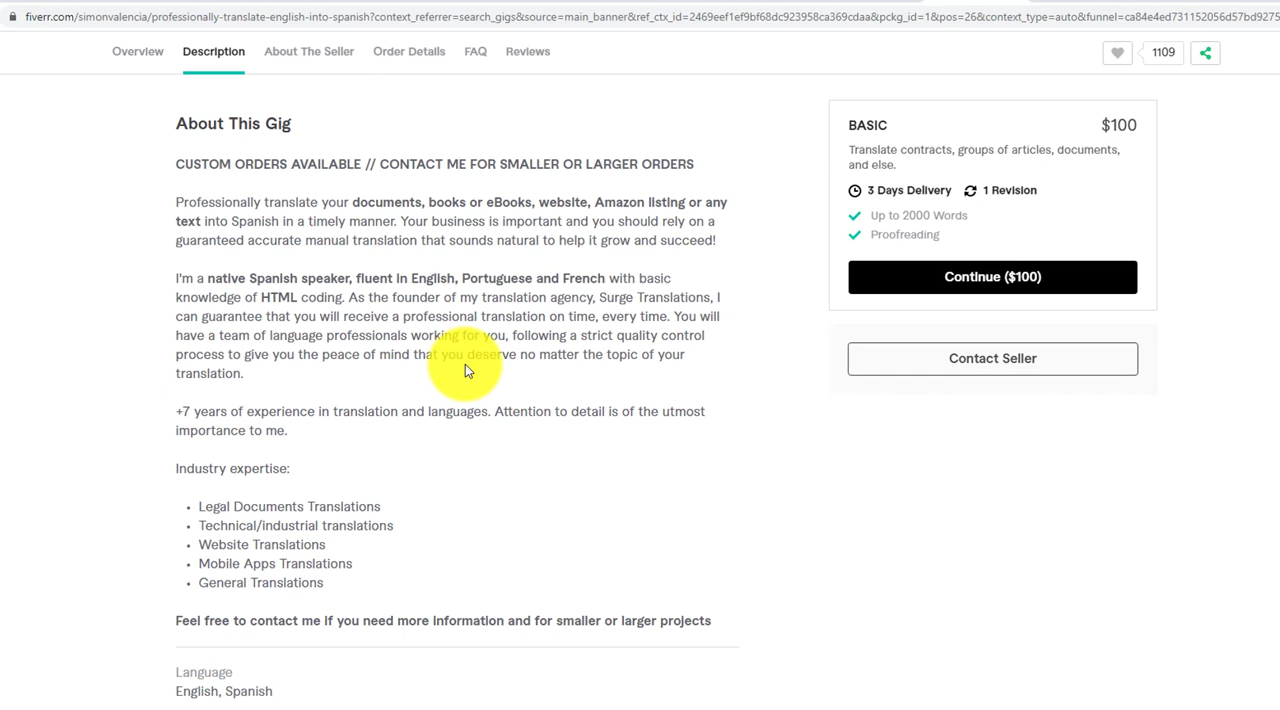 fiverr.com/simonvalencia/professionally-translate-english-into-spanish?context_referrer=search_gigs&source=main_banner&ref_ctx_id=2469eef1ef9bf68dc923958ca369cdaa&pckg_id=1&pos=26&context_type=auto&funnel=ca84e4ed731152056d57bd9275
Overview Description About The Seller Order Details FAQ Reviews 1109
About This Gig
CUSTOM ORDERS AVAILABLE // CONTACT ME FOR SMALLER OR LARGER ORDERS
Professionally translate your documents, books or eBooks, website, Amazon listing or any
text into Spanish in a timely manner. Your business is important and you should rely on a
guaranteed accurate manual translation that sounds natural to help it grow and succeed!
I'm a native Spanish speaker, fluent in English, Portuguese and French with basic
knowledge of HTML coding. As the founder of my translation agency, Surge Translations, I
can guarantee that you will receive a professional translation on time, every time. You will
have a team of language professionals working for you, following a strict quality control
process to give you the peace of mind that you deserve no matter the topic of your
translation.
+7 years of experience in translation and languages. Attention to detail is of the utmost
importance to me.
Industry expertise:
• Legal Documents Translations
• Technical/industrial translations
• Website Translations
• Mobile Apps Translations
• General Translations
Feel free to contact me if you need more information and for smaller or larger projects
Language
English, Spanish
BASIC $100
Translate contracts, groups of articles, documents,
and else.
3 Days Delivery 1 Revision
Up to 2000 Words
Proofreading
Continue ($100)
Contact Seller